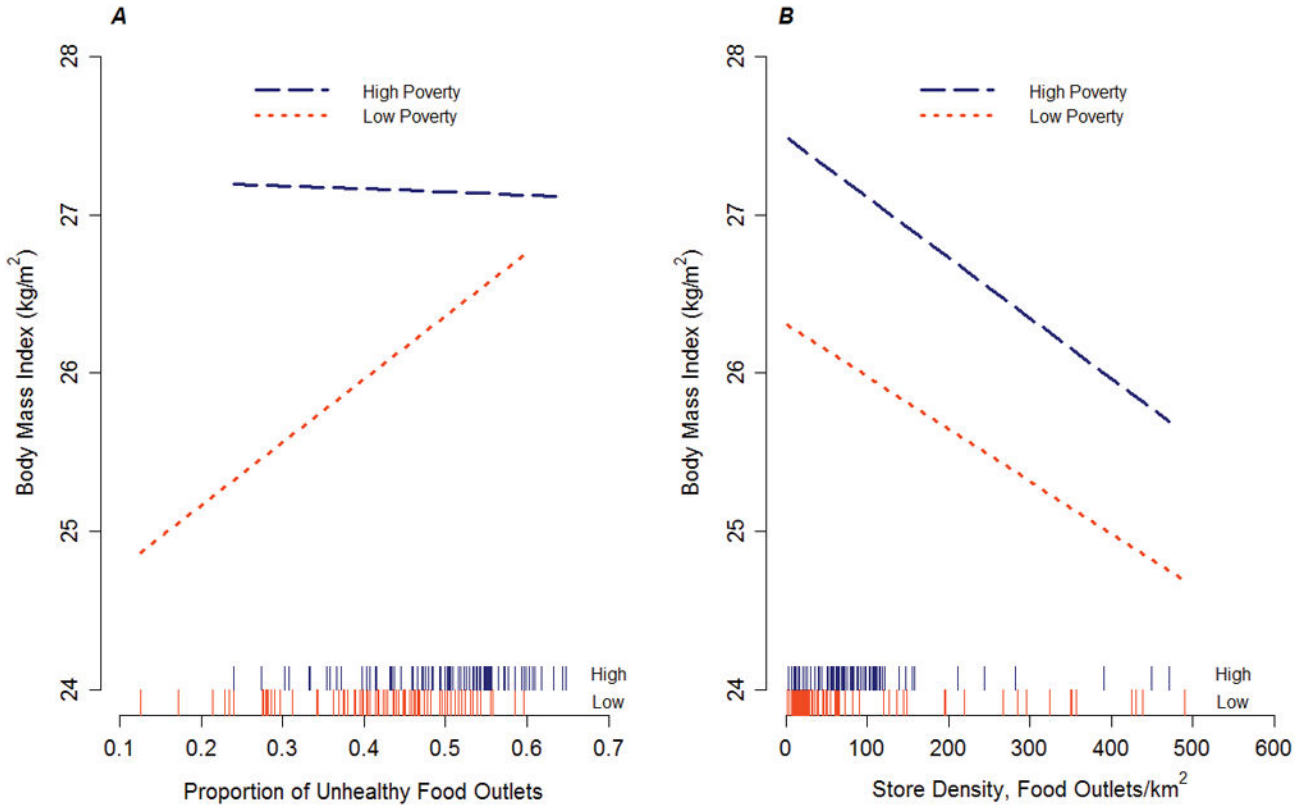 A
28
27
26
25
24
Body Mass Index (kg/m²)
High Poverty
Low Poverty
High
Low
0.1 0.2 0.3 0.4 0.5 0.6 0.7
Proportion of Unhealthy Food Outlets
B
28
27
26
25
24
Body Mass Index (kg/m²)
High Poverty
Low Poverty
High
Low
0 100 200 300 400 500 600
Store Density, Food Outlets/km²